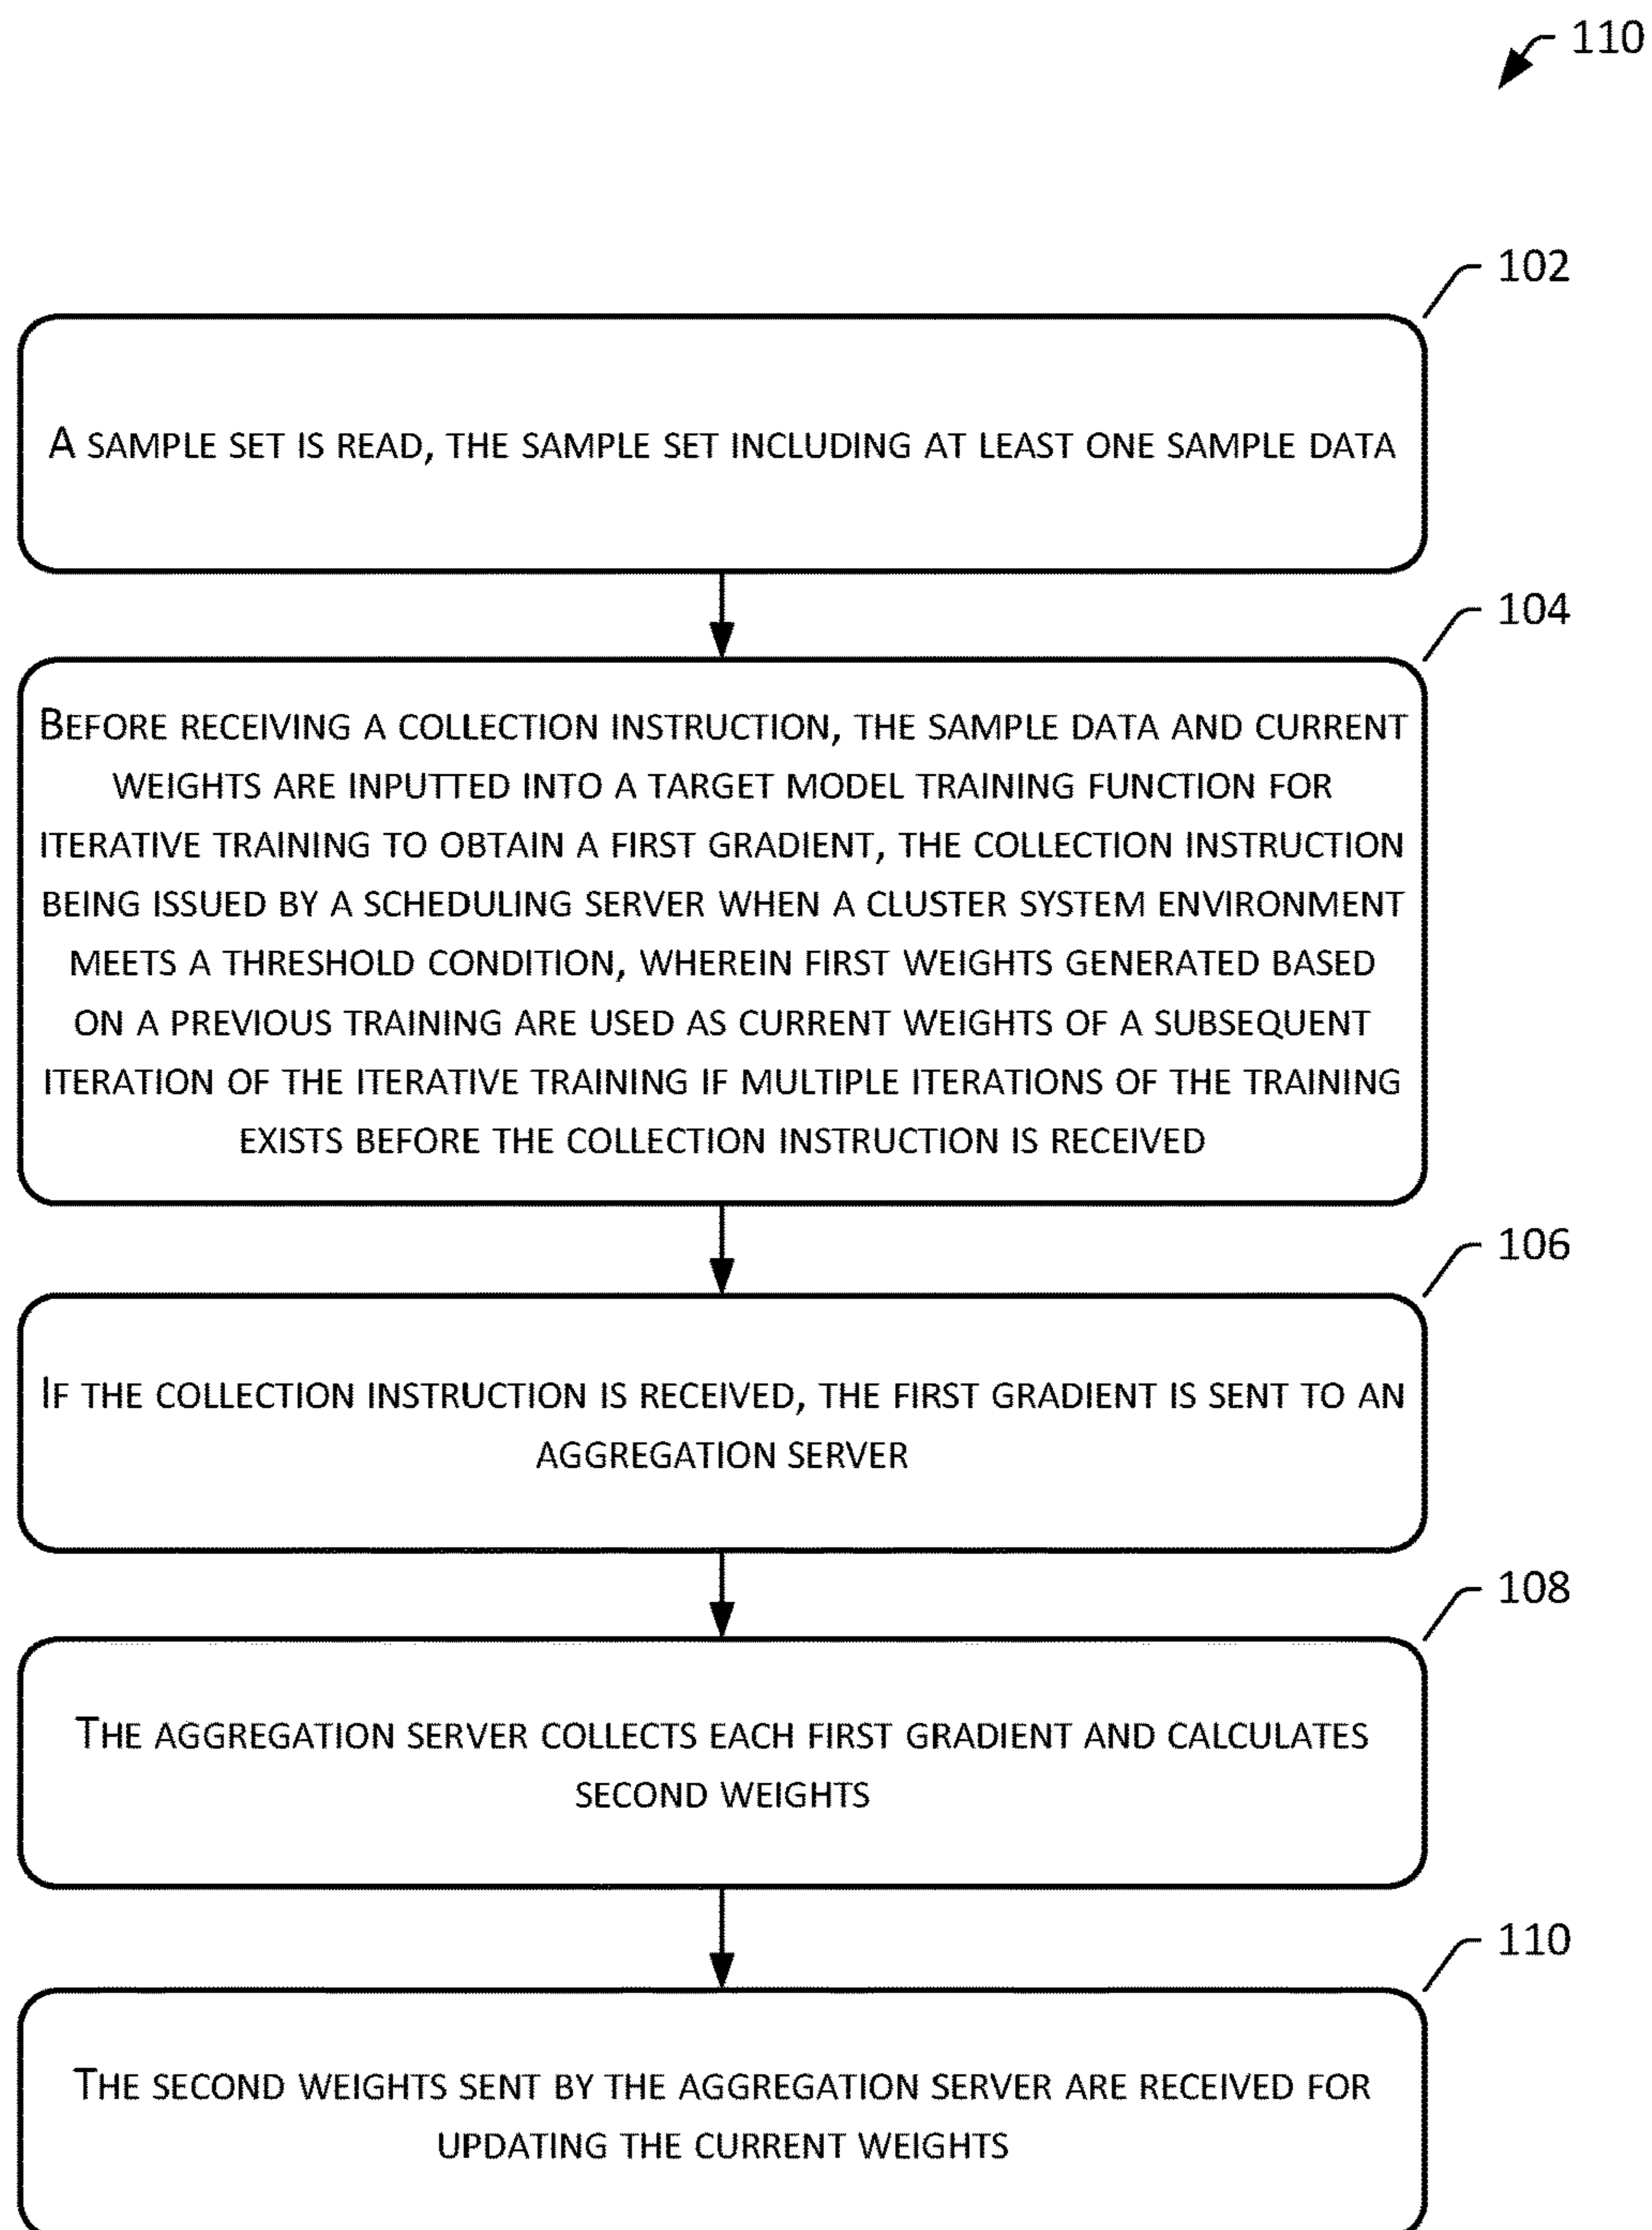 110
102
A SAMPLE SET IS READ, THE SAMPLE SET INCLUDING AT LEAST ONE SAMPLE DATA
104
BEFORE RECEIVING A COLLECTION INSTRUCTION, THE SAMPLE DATA AND CURRENT
WEIGHTS ARE INPUTTED INTO A TARGET MODEL TRAINING FUNCTION FOR
ITERATIVE TRAINING TO OBTAIN A FIRST GRADIENT, THE COLLECTION INSTRUCTION
BEING ISSUED BY A SCHEDULING SERVER WHEN A CLUSTER SYSTEM ENVIRONMENT
MEETS A THRESHOLD CONDITION, WHEREIN FIRST WEIGHTS GENERATED BASED
ON A PREVIOUS TRAINING ARE USED AS CURRENT WEIGHTS OF A SUBSEQUENT
ITERATION OF THE ITERATIVE TRAINING IF MULTIPLE ITERATIONS OF THE TRAINING
EXISTS BEFORE THE COLLECTION INSTRUCTION IS RECEIVED
106
IF THE COLLECTION INSTRUCTION IS RECEIVED, THE FIRST GRADIENT IS SENT TO AN
AGGREGATION SERVER
108
THE AGGREGATION SERVER COLLECTS EACH FIRST GRADIENT AND CALCULATES
SECOND WEIGHTS
110
THE SECOND WEIGHTS SENT BY THE AGGREGATION SERVER ARE RECEIVED FOR
UPDATING THE CURRENT WEIGHTS